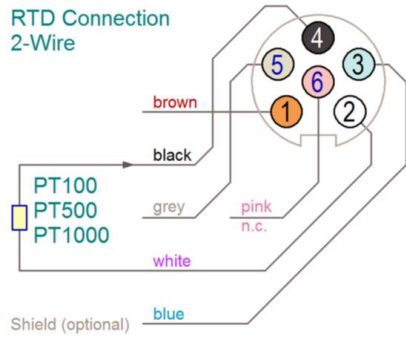 RTD Connection
2-Wire
4
5
3
6
1
2
brown
black
PT100
PT500
PT1000
grey
pink
n.c.
white
blue
Shield (optional)